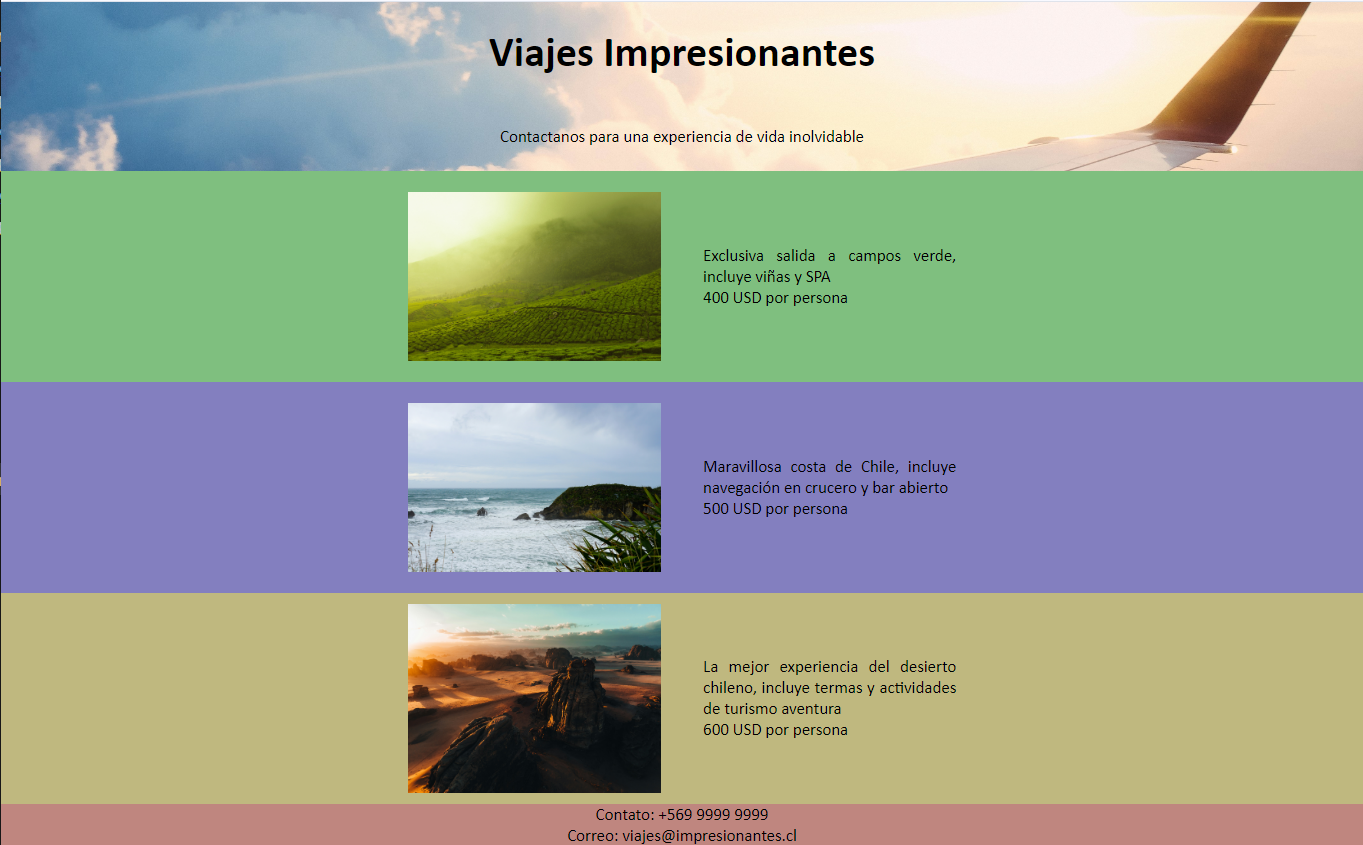 Viajes Impresionantes
Contactanos para una experiencia de vida inolvidable
Exclusiva salida a campos verde,
incluye viñas y SPA
400 USD por persona
Maravillosa costa de Chile, incluye
navegación en crucero y bar abierto
500 USD por persona
La mejor experiencia del desierto
chileno, incluye termas y actividades
de turismo aventura
600 USD por persona
Contato: +569 9999 9999
Correo: viajes@impresionantes.cl